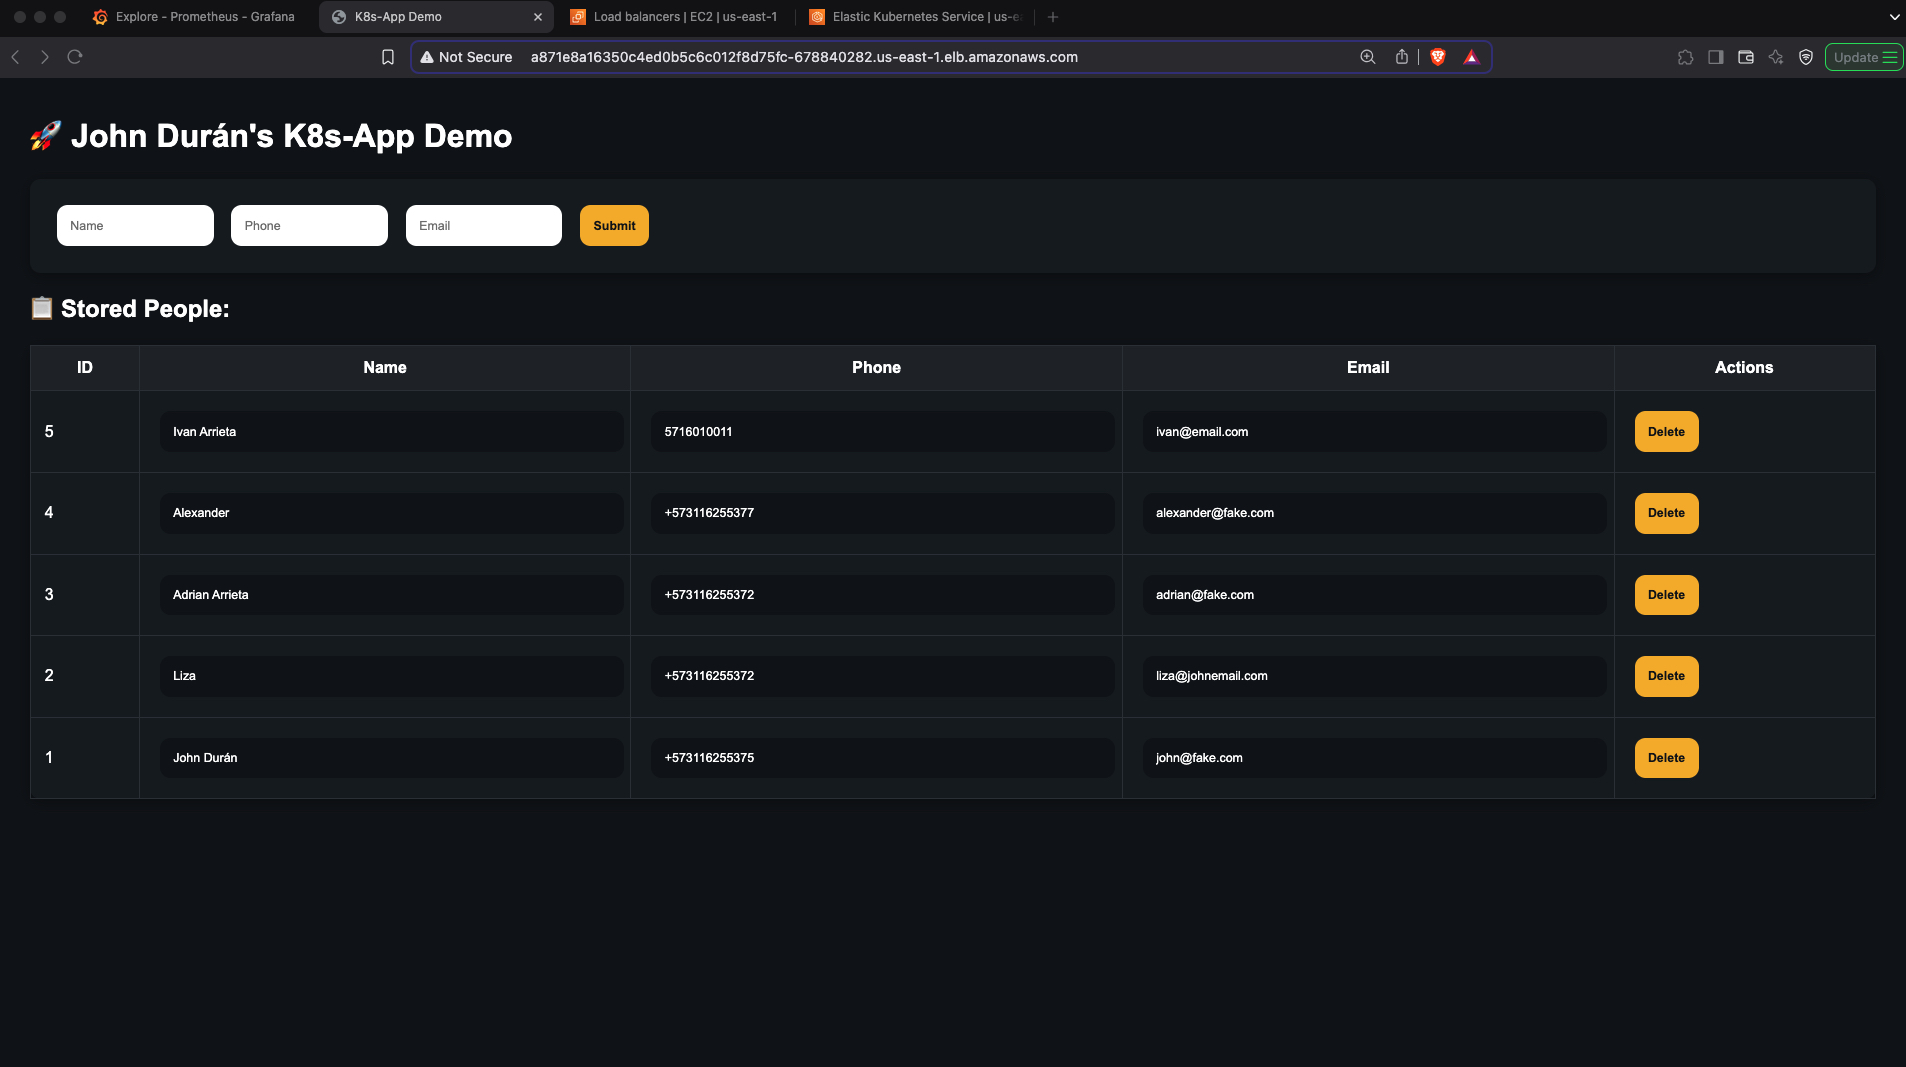 Explore - Prometheus - Grafana
K8s-App Demo
Load balancers | EC2 | us-east-1
Elastic Kubernetes Service | us-e
Not Secure a871e8a16350c4ed0b5c6c012f8d75fc-678840282.us-east-1.elb.amazonaws.com
Update
🚀 John Durán's K8s-App Demo
Name Phone Email Submit
📋 Stored People:
ID Name Phone Email Actions
5 Ivan Arrieta 5716010011 ivan@email.com Delete
4 Alexander +573116255377 alexander@fake.com Delete
3 Adrian Arrieta +573116255372 adrian@fake.com Delete
2 Liza +573116255372 liza@johnemail.com Delete
1 John Durán +573116255375 john@fake.com Delete